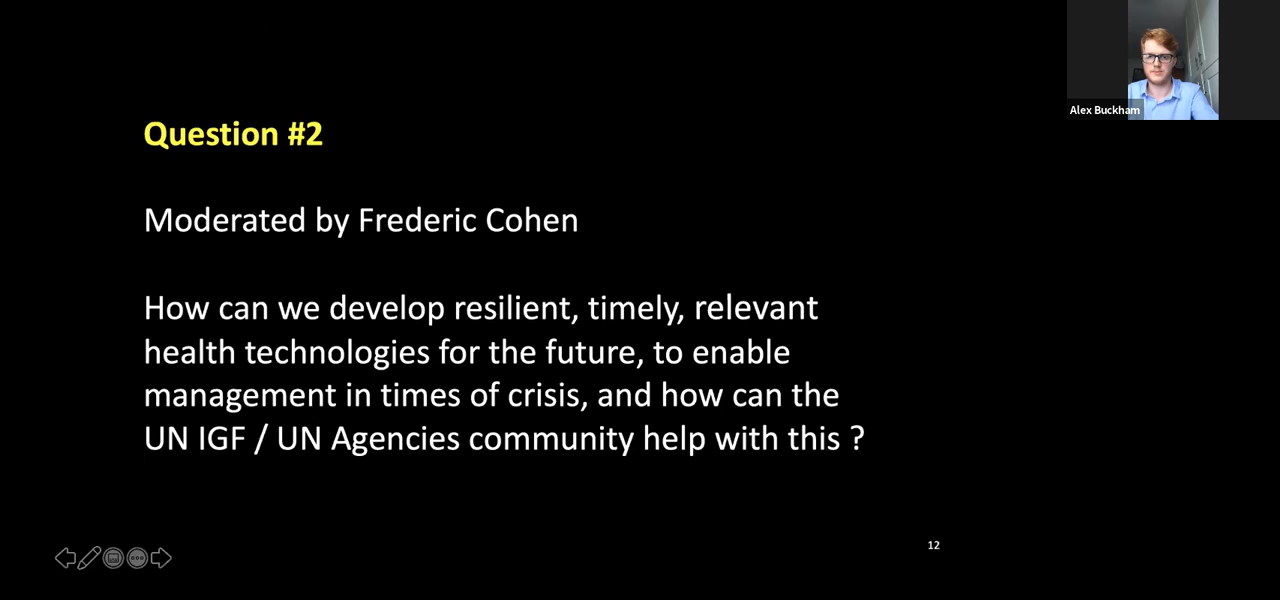 Question #2
Moderated by Frederic Cohen
How can we develop resilient, timely, relevant
health technologies for the future, to enable
management in times of crisis, and how can the
UN IGF / UN Agencies community help with this ?
12
Alex Buckham